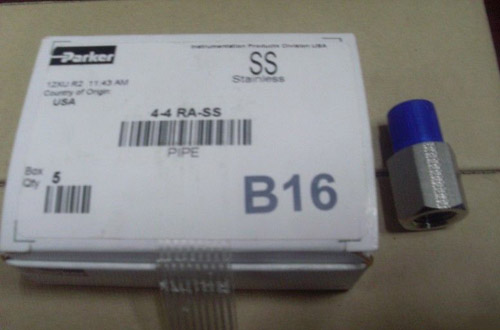 Parker
Instrumentation Products Division USA
SS
Stainless
12XU R2 11:43 AM
Country of Origin
USA
4-4 RA-SS
PIPE
Box
Qty
5
B16